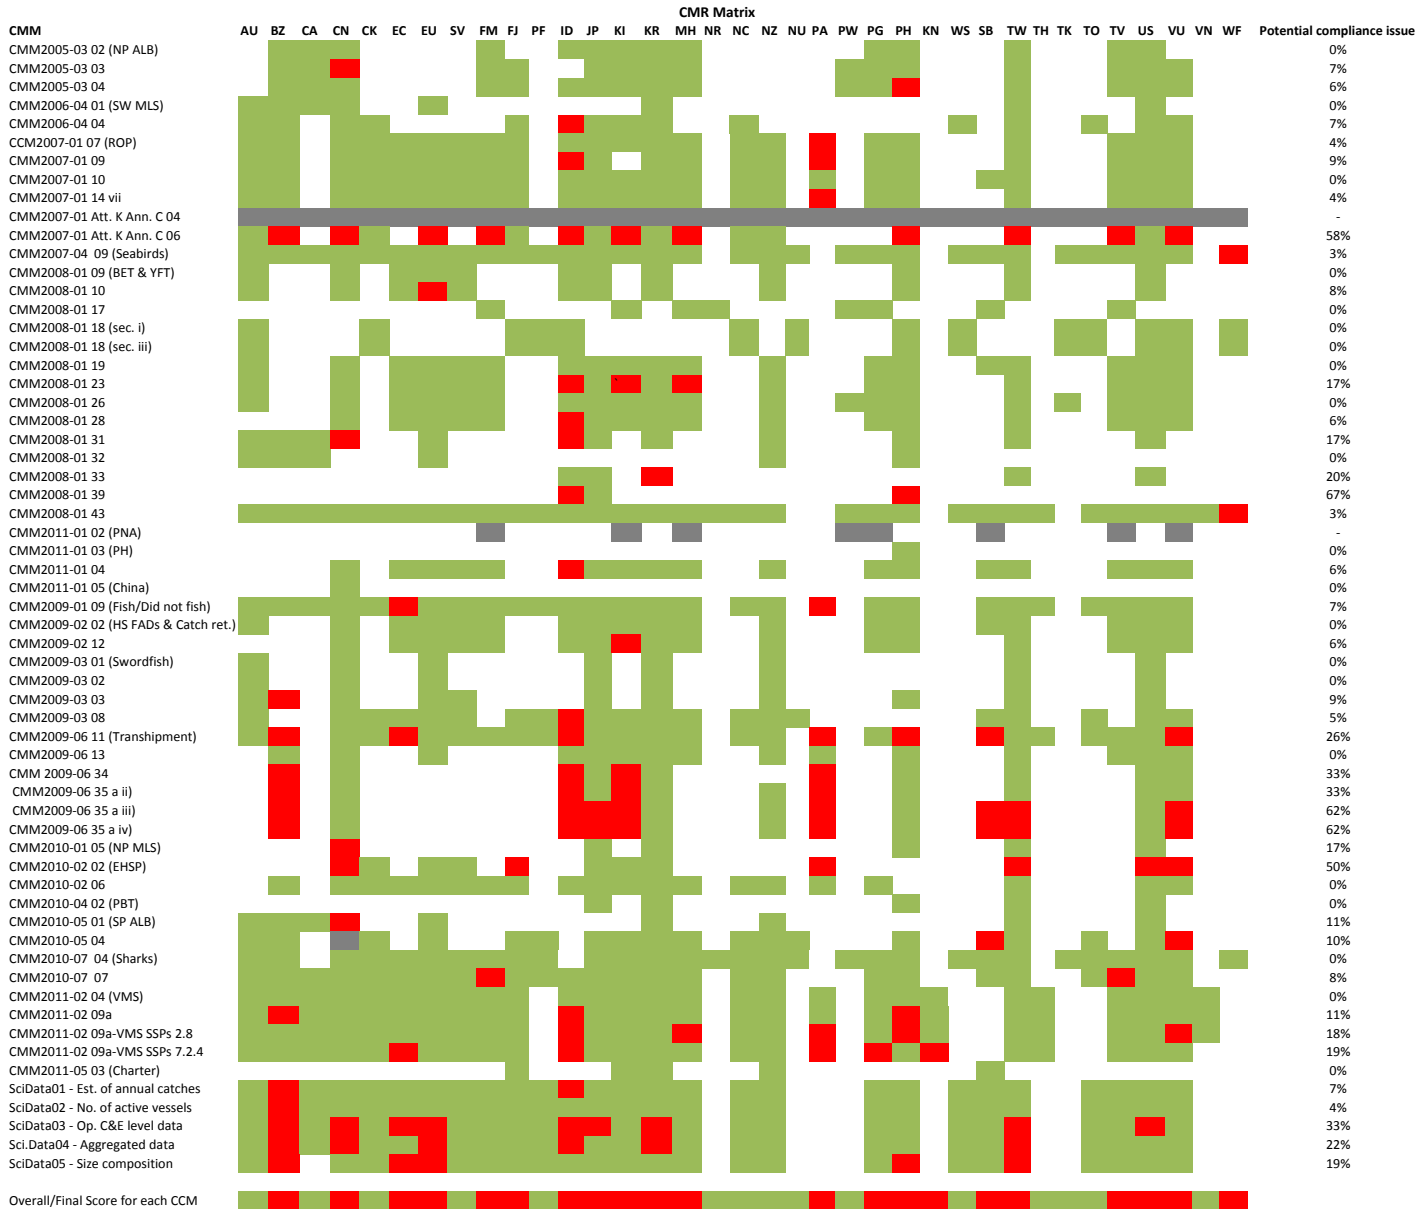 CMR Matrix
CMM AU BZ CA CN CK EC EU SV FM FJ PF ID JP KI KR MH NR NC NZ NU PA PW PG PH KN WS SB TW TH TK TO TV US VU VN WF Potential compliance issue
CMM2005-03 02 (NP ALB) 0%
CMM2005-03 03 7%
CMM2005-03 04 6%
CMM2006-04 01 (SW MLS) 0%
CMM2006-04 04 7%
CCM2007-01 07 (ROP) 4%
CMM2007-01 09 9%
CMM2007-01 10 0%
CMM2007-01 14 vii 4%
CMM2007-01 Att. K Ann. C 04 -
CMM2007-01 Att. K Ann. C 06 58%
CMM2007-04 09 (Seabirds) 3%
CMM2008-01 09 (BET & YFT) 0%
CMM2008-01 10 8%
CMM2008-01 17 0%
CMM2008-01 18 (sec. i) 0%
CMM2008-01 18 (sec. iii) 0%
CMM2008-01 19 0%
CMM2008-01 23 17%
CMM2008-01 26 0%
CMM2008-01 28 6%
CMM2008-01 31 17%
CMM2008-01 32 0%
CMM2008-01 33 20%
CMM2008-01 39 67%
CMM2008-01 43 3%
CMM2011-01 02 (PNA) -
CMM2011-01 03 (PH) 0%
CMM2011-01 04 6%
CMM2011-01 05 (China) 0%
CMM2009-01 09 (Fish/Did not fish) 7%
CMM2009-02 02 (HS FADs & Catch ret.) 0%
CMM2009-02 12 6%
CMM2009-03 01 (Swordfish) 0%
CMM2009-03 02 0%
CMM2009-03 03 9%
CMM2009-03 08 5%
CMM2009-06 11 (Transhipment) 26%
CMM2009-06 13 0%
CMM 2009-06 34 33%
CMM2009-06 35 a ii) 33%
CMM2009-06 35 a iii) 62%
CMM2009-06 35 a iv) 62%
CMM2010-01 05 (NP MLS) 17%
CMM2010-02 02 (EHSP) 50%
CMM2010-02 06 0%
CMM2010-04 02 (PBT) 0%
CMM2010-05 01 (SP ALB) 11%
CMM2010-05 04 10%
CMM2010-07 04 (Sharks) 0%
CMM2010-07 07 8%
CMM2011-02 04 (VMS) 0%
CMM2011-02 09a 11%
CMM2011-02 09a-VMS SSPs 2.8 18%
CMM2011-02 09a-VMS SSPs 7.2.4 19%
CMM2011-05 03 (Charter) 0%
SciData01 - Est. of annual catches 7%
SciData02 - No. of active vessels 4%
SciData03 - Op. C&E level data 33%
Sci.Data04 - Aggregated data 22%
SciData05 - Size composition 19%
Overall/Final Score for each CCM